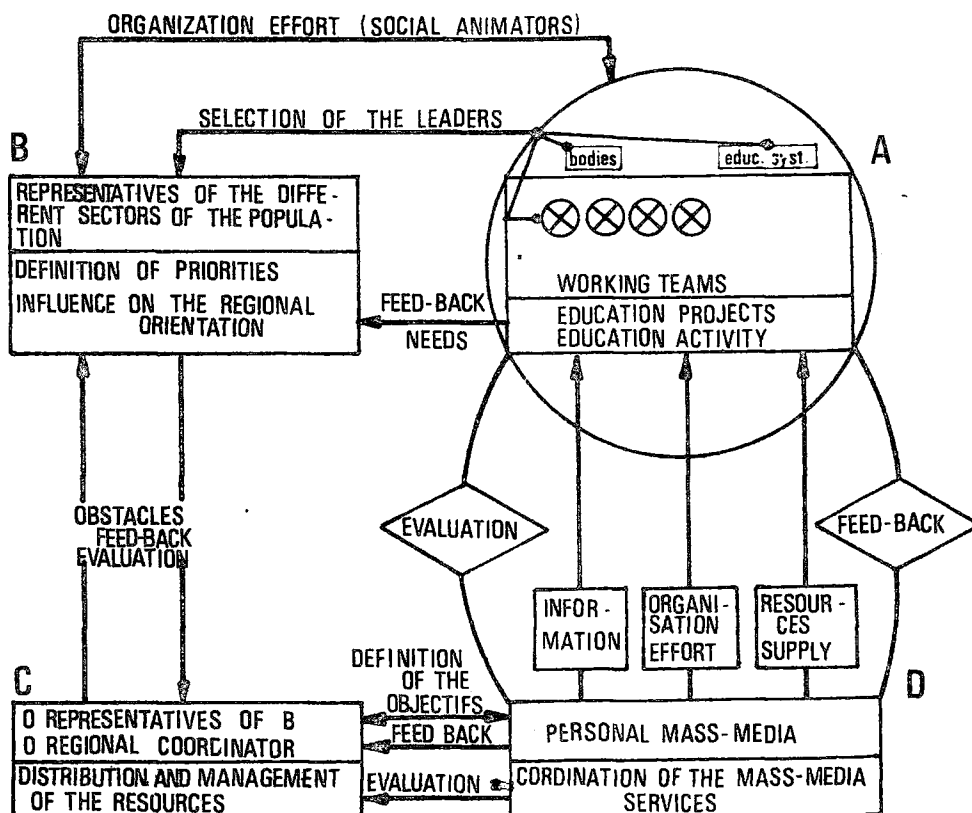 ORGANIZATION EFFORT (SOCIAL ANIMATORS)
SELECTION OF THE LEADERS
B
A
bodies
educ. syst.
REPRESENTATIVES OF THE DIFFE-
RENT SECTORS OF THE POPULA-
TION
DEFINITION OF PRIORITIES
INFLUENCE ON THE REGIONAL
ORIENTATION
WORKING TEAMS
EDUCATION PROJECTS
EDUCATION ACTIVITY
FEED-BACK
NEEDS
OBSTACLES
FEED-BACK
EVALUATION
EVALUATION
FEED-BACK
INFOR-
MATION
ORGANI-
SATION
EFFORT
RESOUR-
CES
SUPPLY
C
D
DEFINITION
OF THE
OBJECTIFS
FEED BACK
EVALUATION
O REPRESENTATIVES OF B
O REGIONAL COORDINATOR
DISTRIBUTION AND MANAGEMENT
OF THE RESOURCES
PERSONAL MASS-MEDIA
CORDINATION OF THE MASS-MEDIA
SERVICES